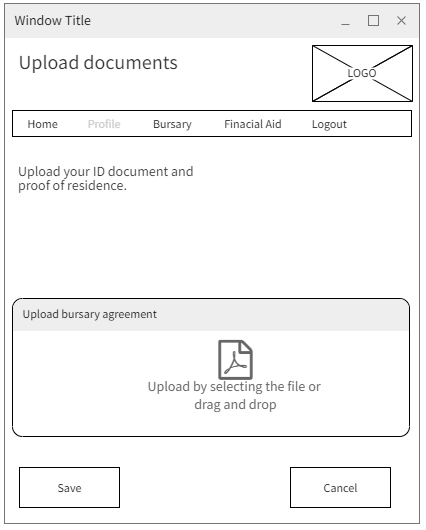 Window Title
Upload documents
LOGO
Home Profile Bursary Finacial Aid Logout
Upload your ID document and
proof of residence.
Upload bursary agreement
Upload by selecting the file or
drag and drop
Save Cancel